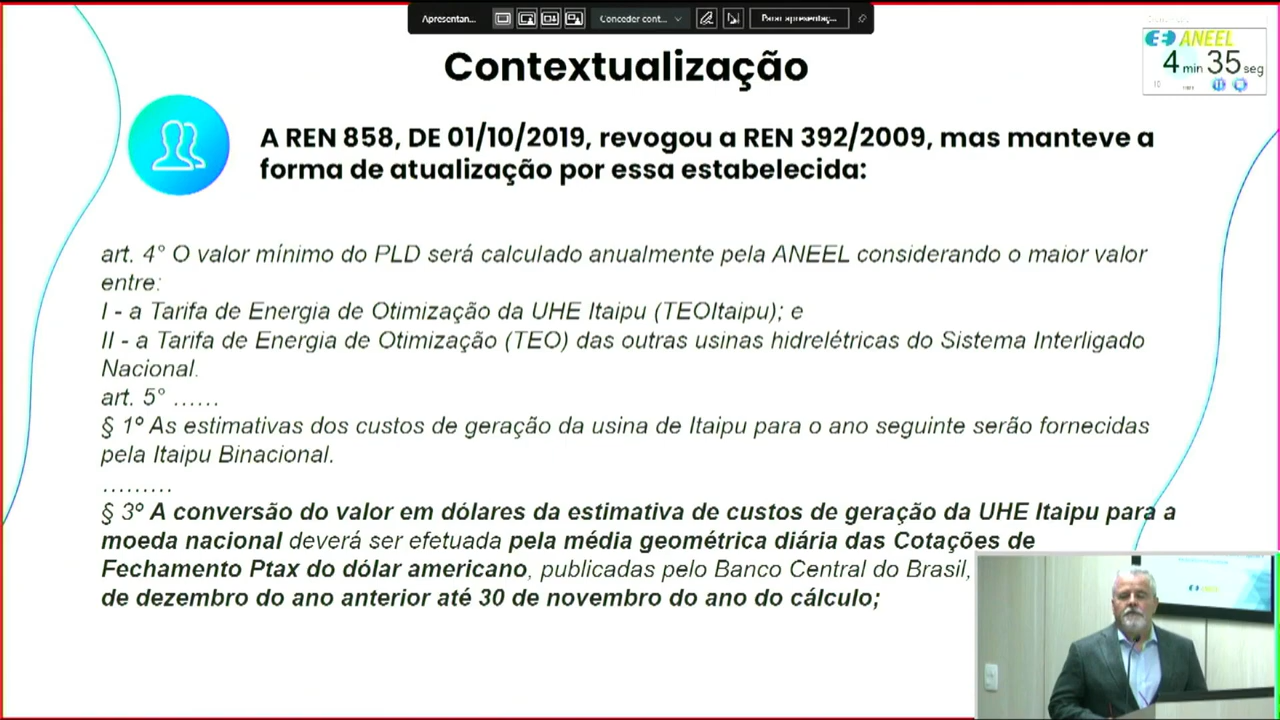 Apresentan...
Conceder cont...
Parar apresentaç...
ANEEL
4 min 35 seg
Contextualização
A REN 858, DE 01/10/2019, revogou a REN 392/2009, mas manteve a
forma de atualização por essa estabelecida:
art. 4° O valor mínimo do PLD será calculado anualmente pela ANEEL considerando o maior valor
entre:
I - a Tarifa de Energia de Otimização da UHE Itaipu (TEOItaipu); e
II - a Tarifa de Energia de Otimização (TEO) das outras usinas hidrelétricas do Sistema Interligado
Nacional.
art. 5° ......
§ 1º As estimativas dos custos de geração da usina de Itaipu para o ano seguinte serão fornecidas
pela Itaipu Binacional.
.........
§ 3º A conversão do valor em dólares da estimativa de custos de geração da UHE Itaipu para a
moeda nacional deverá ser efetuada pela média geométrica diária das Cotações de
Fechamento Ptax do dólar americano, publicadas pelo Banco Central do Brasil,
de dezembro do ano anterior até 30 de novembro do ano do cálculo;